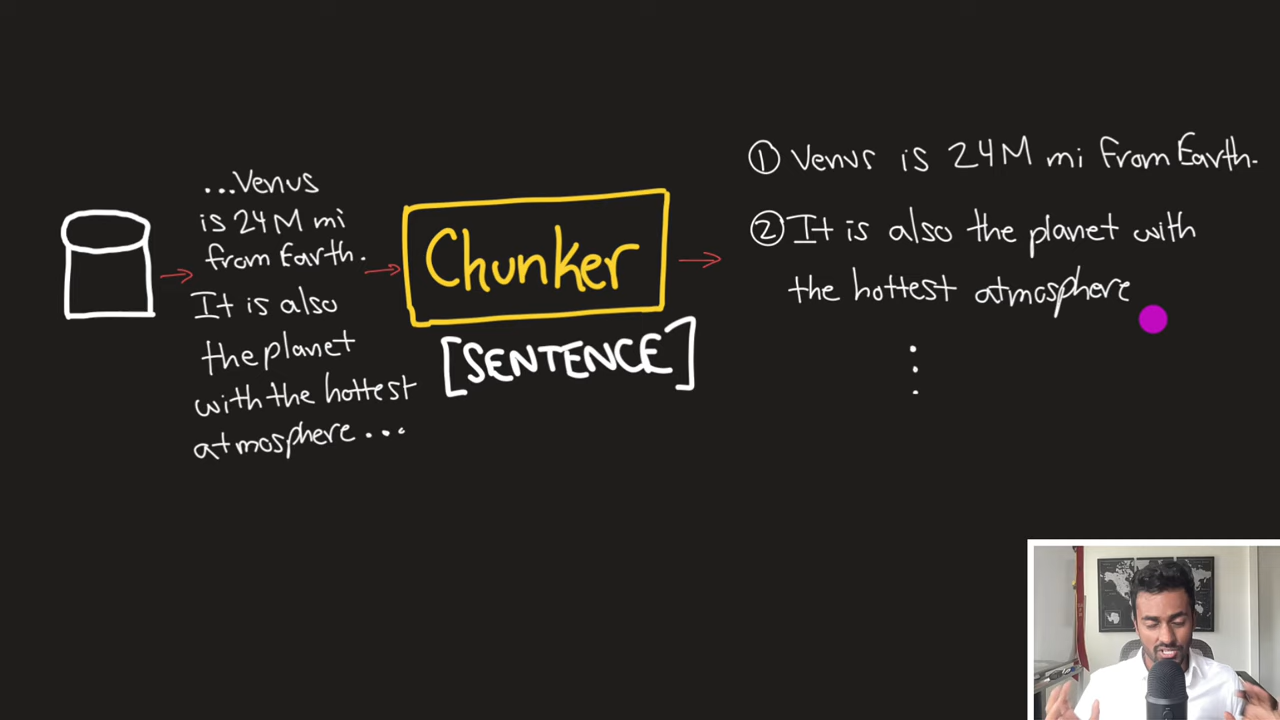 ...Venus
is 24M mi
from Earth.
It is also
the planet
with the hottest
atmosphere...
Chunker
[SENTENCE]
① Venus is 24M mi from Earth.
② It is also the planet with
the hottest atmosphere